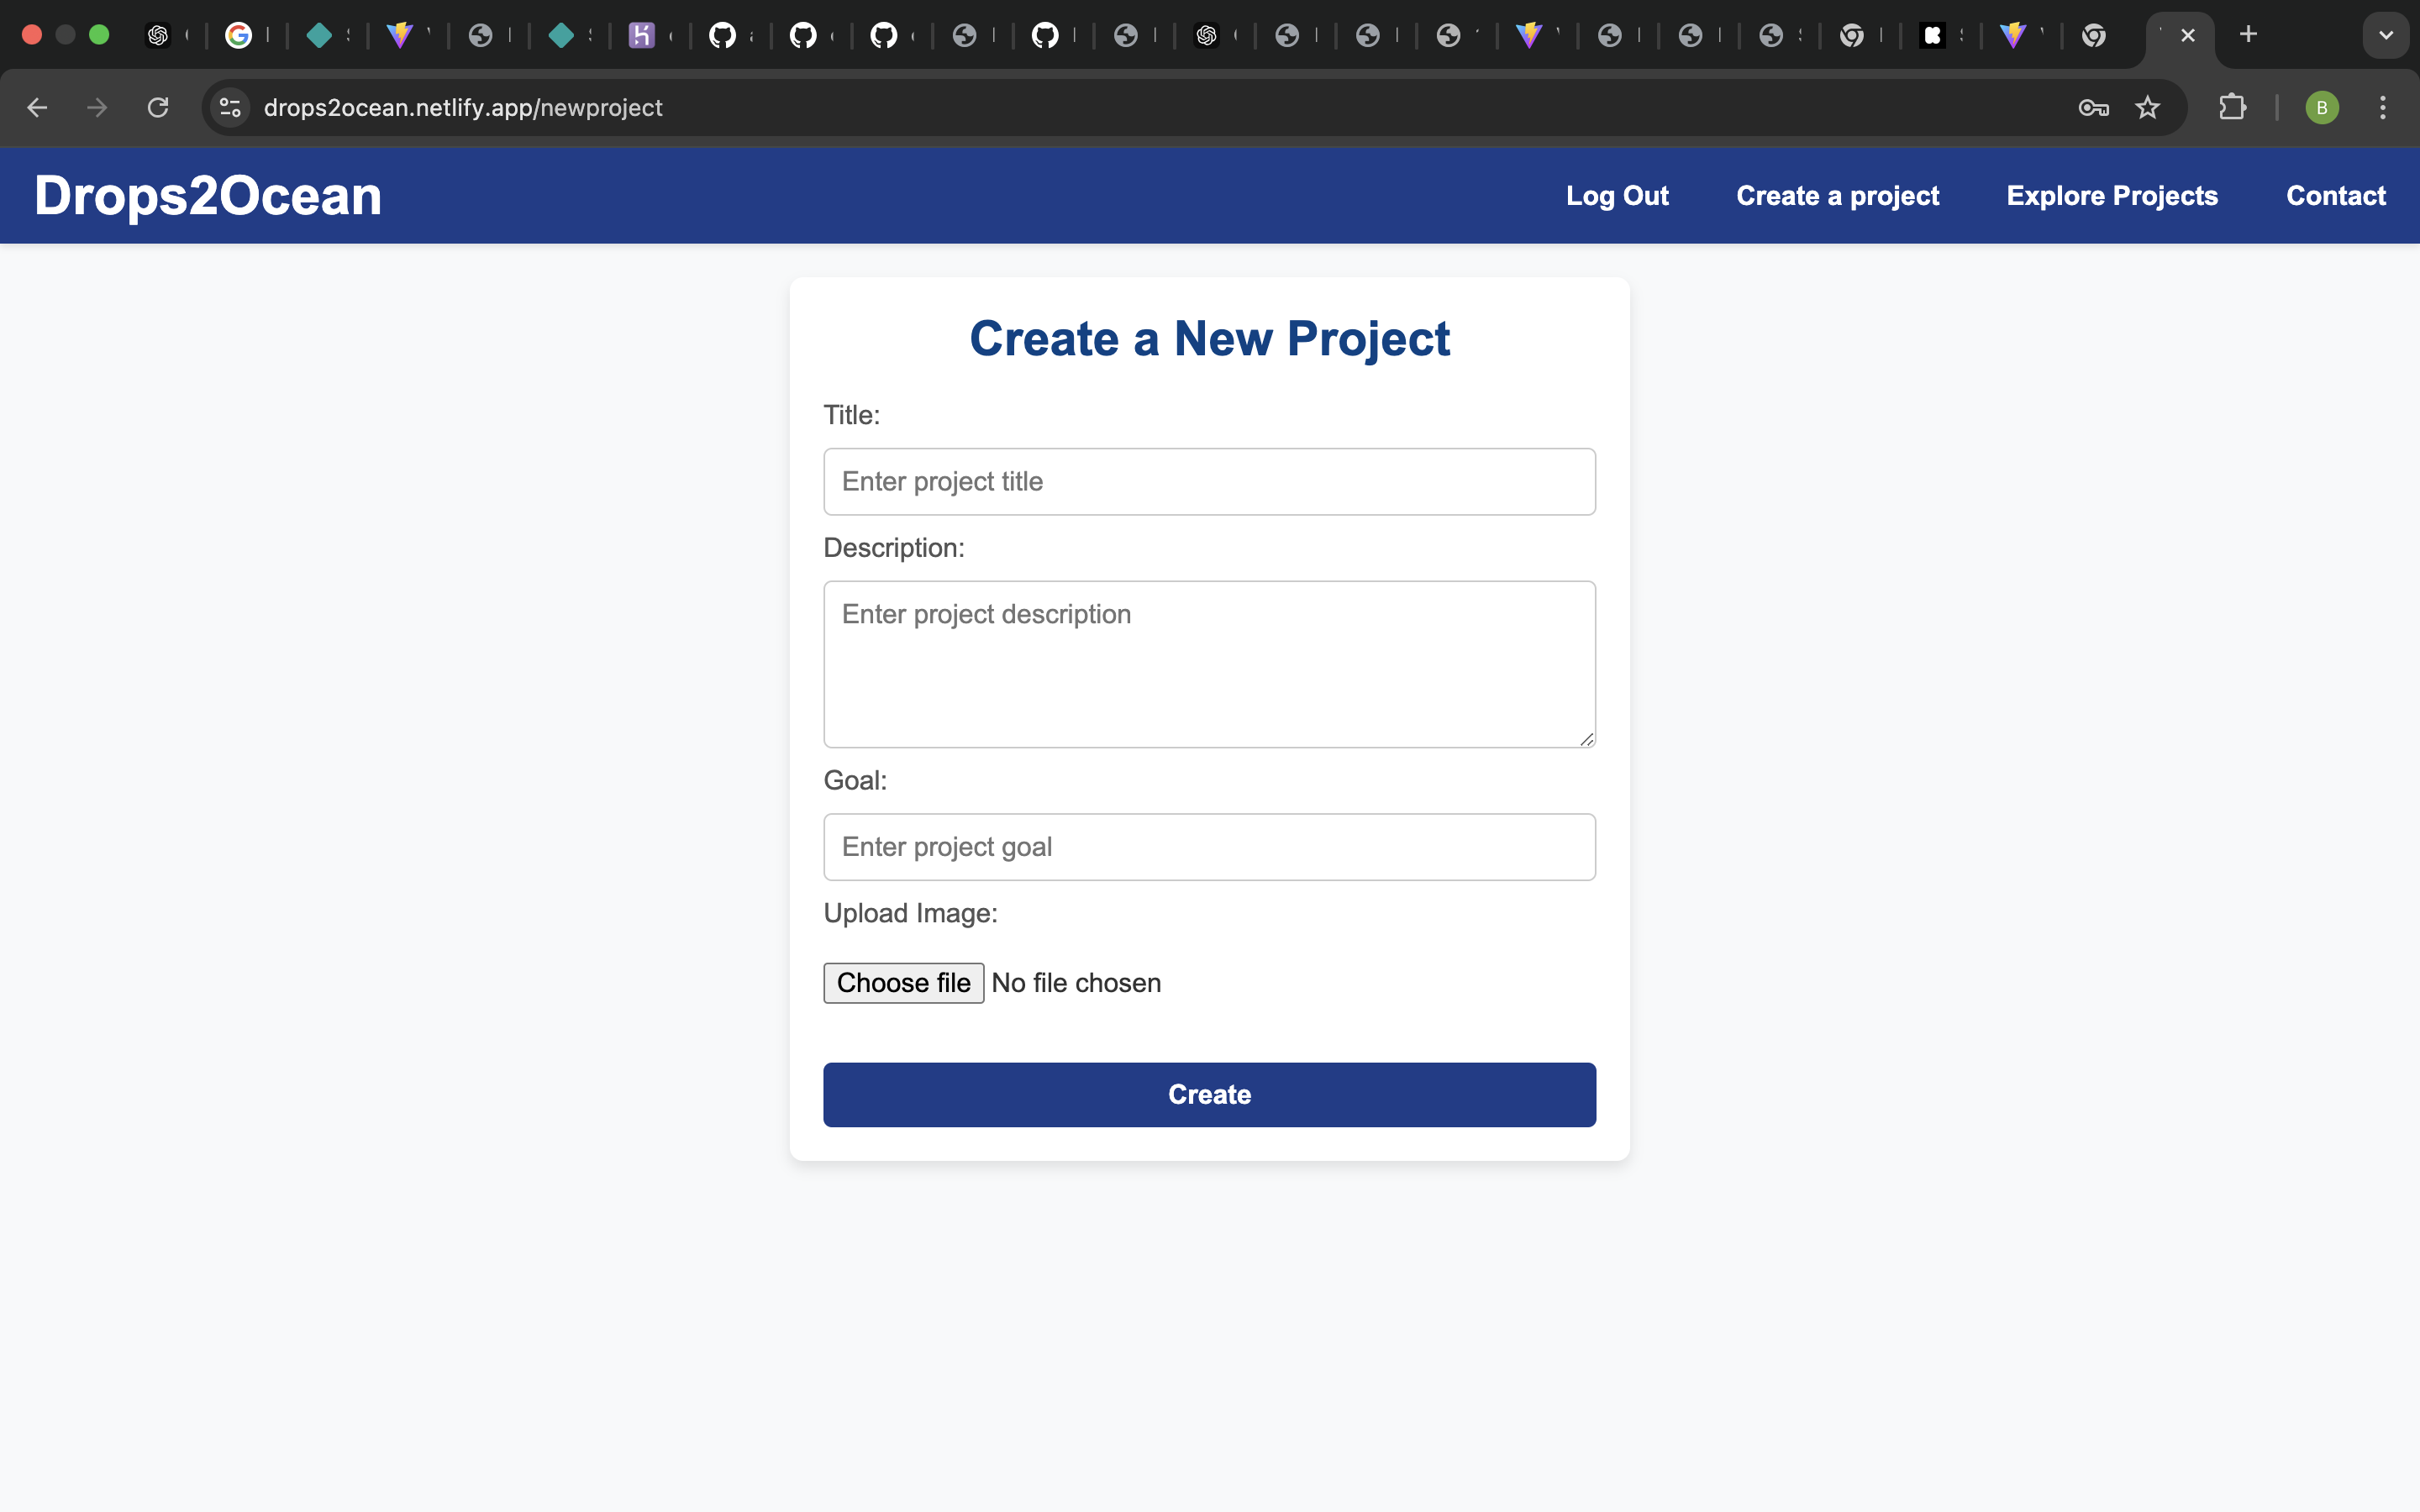 drops2ocean.netlify.app/newproject
B
Drops2Ocean
Log Out Create a project Explore Projects Contact
Create a New Project
Title:
Enter project title
Description:
Enter project description
Goal:
Enter project goal
Upload Image:
Choose file No file chosen
Create